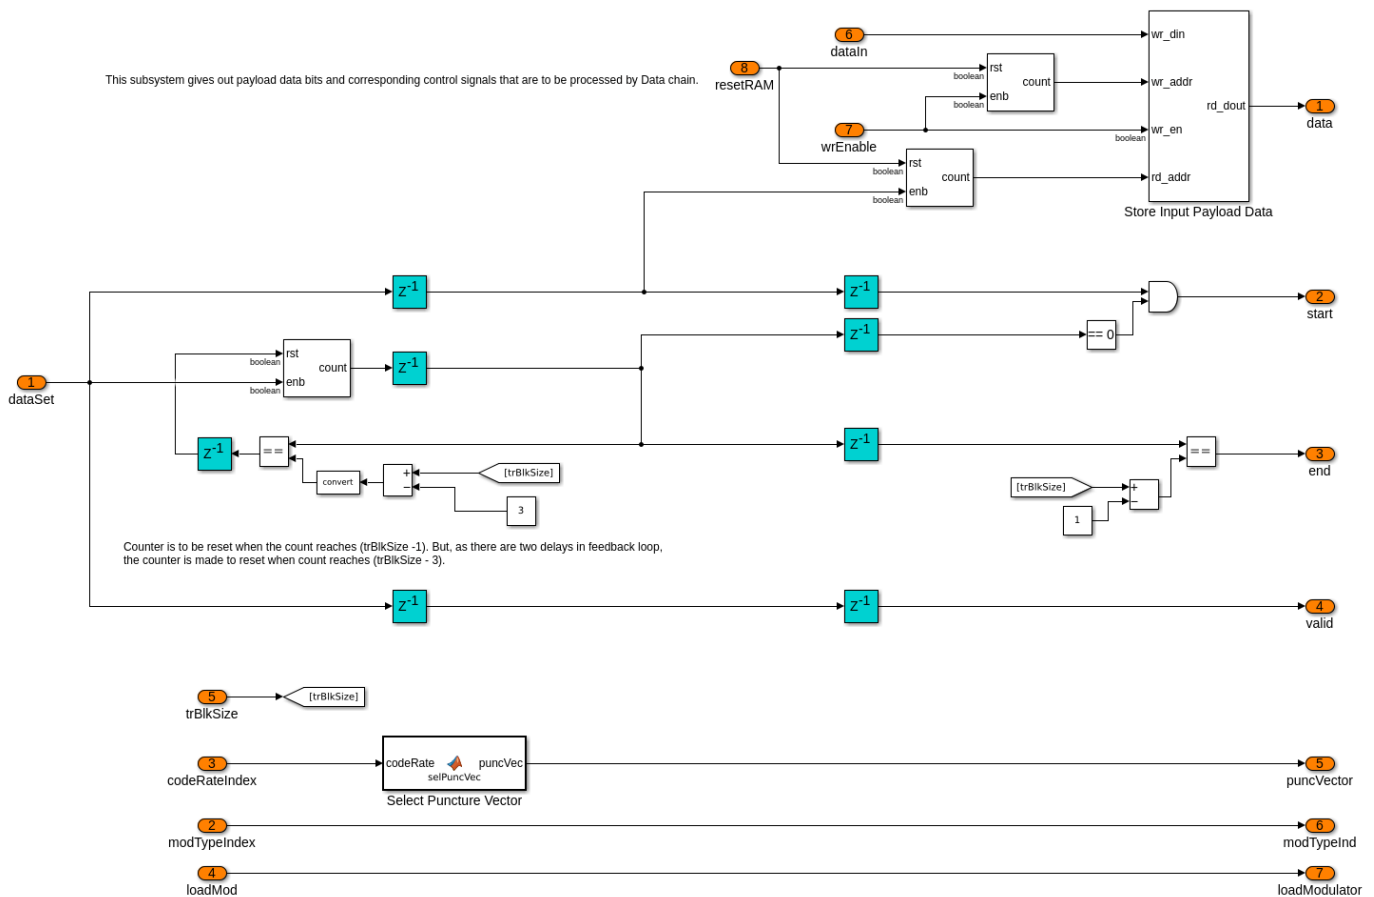 6
dataIn
wr_din
8
resetRAM
This subsystem gives out payload data bits and corresponding control signals that are to be processed by Data chain.
rst
boolean
count
enb
boolean
wr_addr
rd_dout
1
data
7
wrEnable
wr_en
boolean
rst
boolean
count
enb
boolean
rd_addr
Store Input Payload Data
Z-1
Z-1
2
start
Z-1
== 0
rst
boolean
count
enb
boolean
Z-1
1
dataSet
Z-1
==
Z-1
==
3
end
convert
+
−
[trBlkSize]
3
[trBlkSize]
+
−
1
Counter is to be reset when the count reaches (trBlkSize -1). But, as there are two delays in feedback loop,
the counter is made to reset when count reaches (trBlkSize - 3).
Z-1
Z-1
4
valid
5
trBlkSize
[trBlkSize]
3
codeRateIndex
codeRate
puncVec
selPuncVec
Select Puncture Vector
5
puncVector
2
modTypeIndex
6
modTypeInd
4
loadMod
7
loadModulator